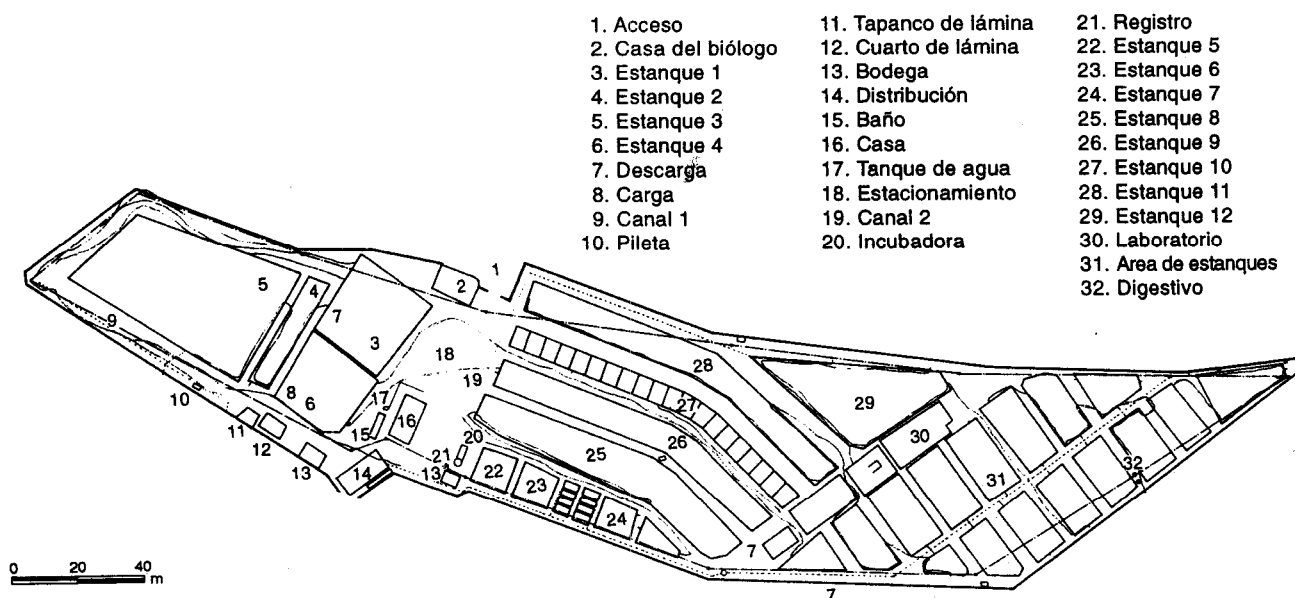 1. Acceso
2. Casa del biólogo
3. Estanque 1
4. Estanque 2
5. Estanque 3
6. Estanque 4
7. Descarga
8. Carga
9. Canal 1
10. Pileta
11. Tapanco de lámina
12. Cuarto de lámina
13. Bodega
14. Distribución
15. Baño
16. Casa
17. Tanque de agua
18. Estacionamiento
19. Canal 2
20. Incubadora
21. Registro
22. Estanque 5
23. Estanque 6
24. Estanque 7
25. Estanque 8
26. Estanque 9
27. Estanque 10
28. Estanque 11
29. Estanque 12
30. Laboratorio
31. Area de estanques
32. Digestivo
1
2
5
4
7
3
9
18
28
19
27
29
8
6
10
17
16
26
11
12
15
20
25
30
13
14
21
13
22
23
24
31
32
7
7
0 20 40
m